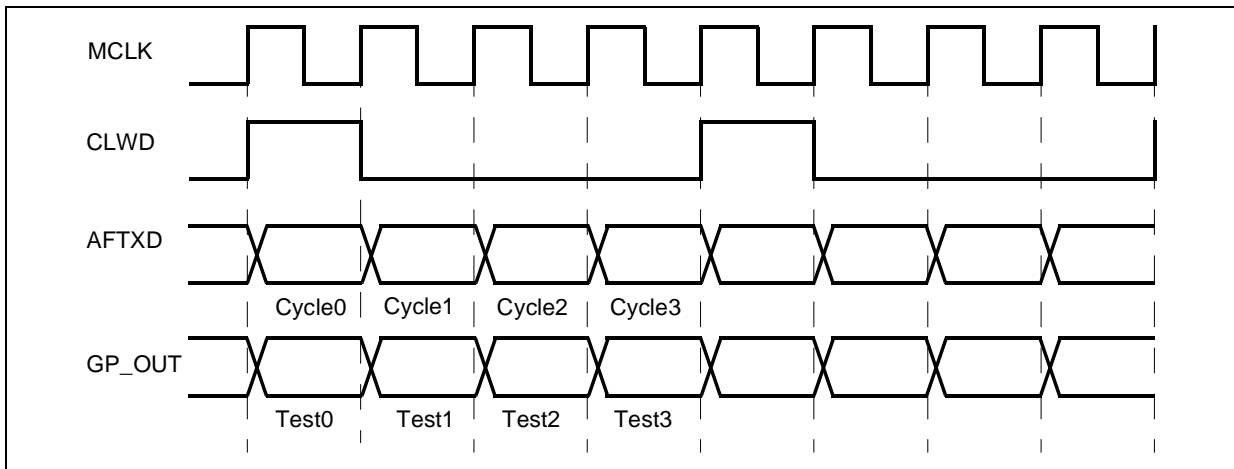 MCLK
CLWD
AFTXD
Cycle0 Cycle1 Cycle2 Cycle3
GP_OUT
Test0 Test1 Test2 Test3